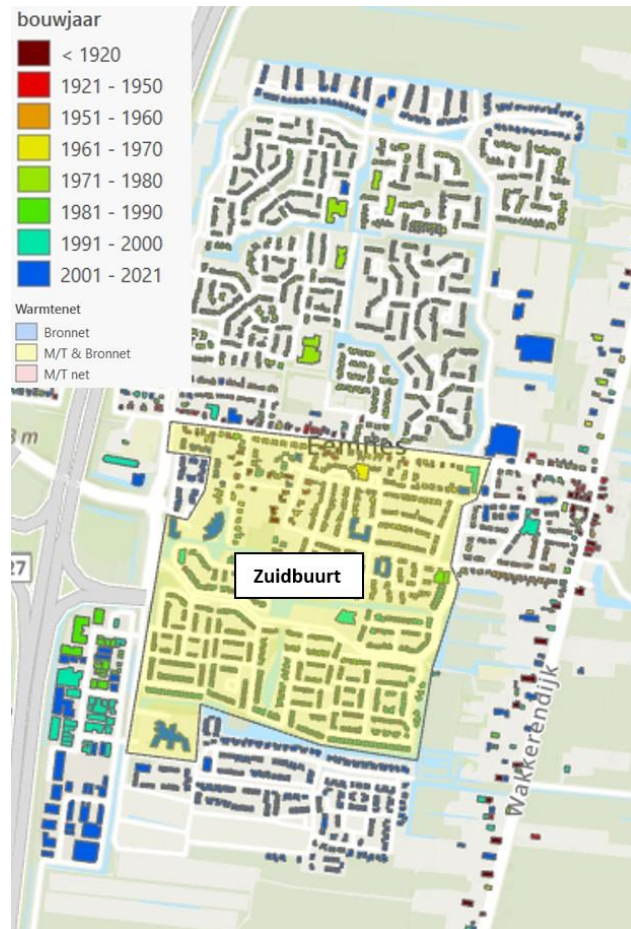 bouwjaar
< 1920
1921 - 1950
1951 - 1960
1961 - 1970
1971 - 1980
1981 - 1990
1991 - 2000
2001 - 2021
Warmtenet
Bronnet
M/T & Bronnet
M/T net
3 m
Eemnes
27
Zuidbuurt
Wakkerendijk